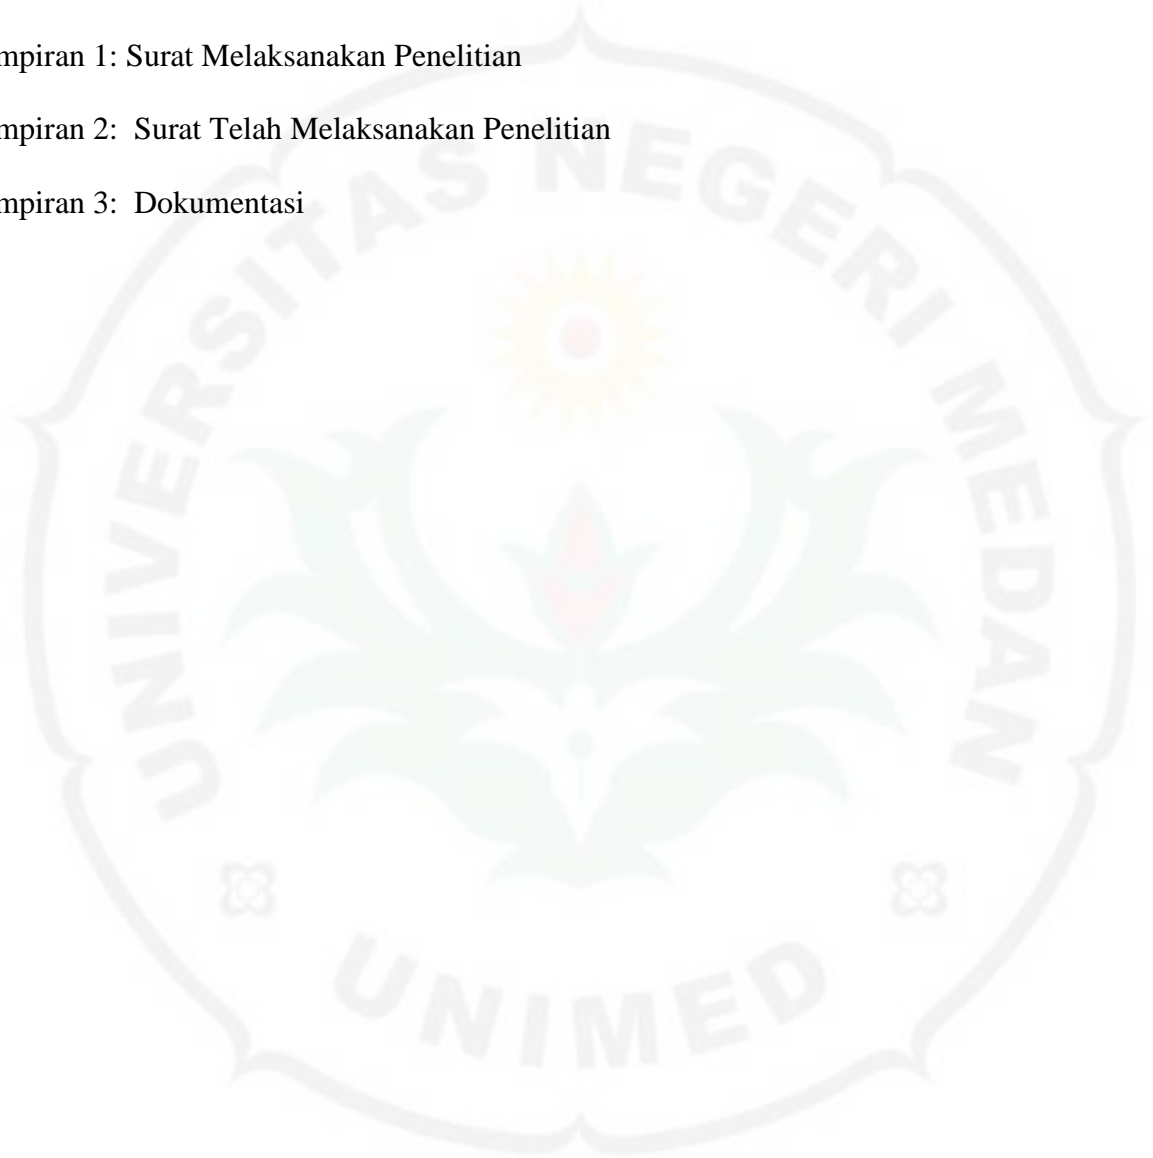 mpiran 1: Surat Melaksanakan Penelitian
mpiran 2:  Surat Telah Melaksanakan Penelitian
mpiran 3:  Dokumentasi
UNIVERSITAS NEGERI MEDAN
UNIMED